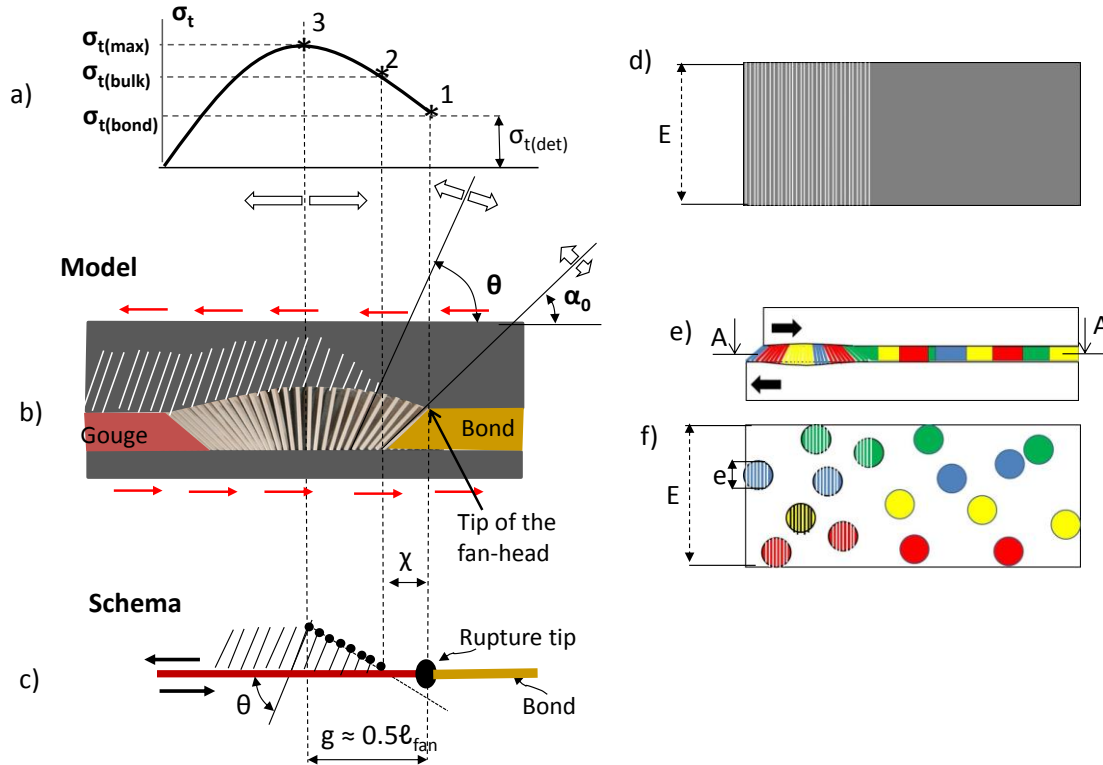 a)
σt
σt(max)
σt(bulk)
σt(bond)
3
2
1
σt(det)
Model
θ
α0
b)
Gouge
Bond
Tip of the
fan-head
χ
Schema
Rupture tip
c)
θ
Bond
g ≈ 0.5ℓfan
d)
E
e)
A
A
f)
e
E